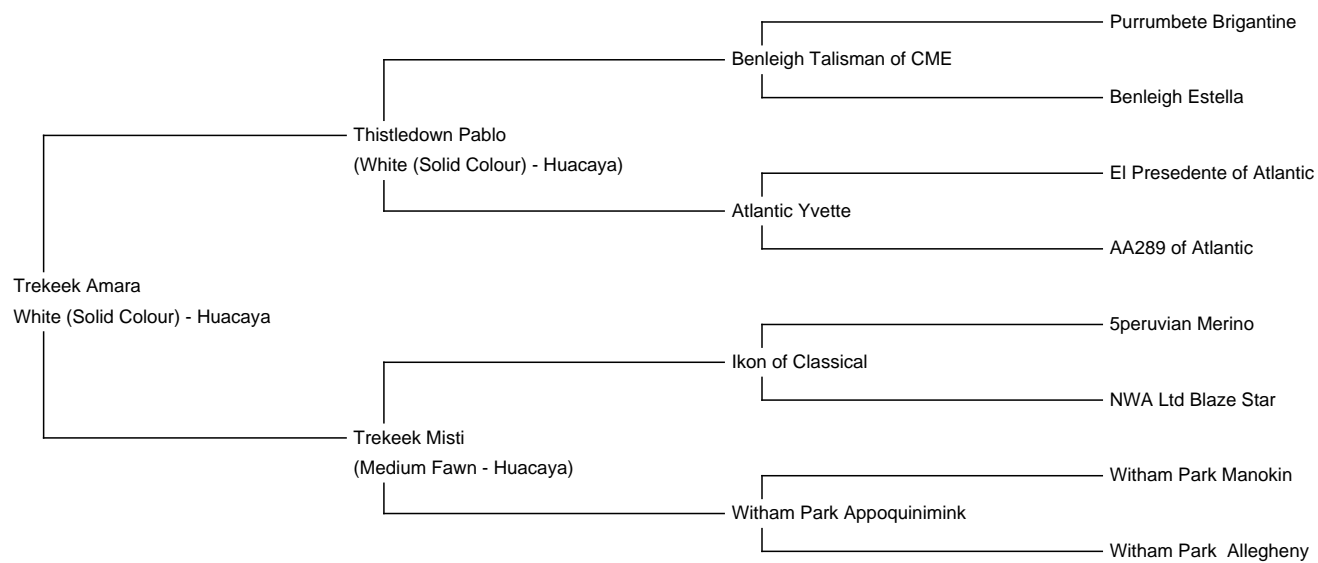 Purrumbete Brigantine
Benleigh Talisman of CME
Benleigh Estella
Thistledown Pablo
(White (Solid Colour) - Huacaya)
El Presedente of Atlantic
Atlantic Yvette
AA289 of Atlantic
Trekeek Amara
White (Solid Colour) - Huacaya
5peruvian Merino
Ikon of Classical
NWA Ltd Blaze Star
Trekeek Misti
(Medium Fawn - Huacaya)
Witham Park Manokin
Witham Park Appoquinimink
Witham Park  Allegheny